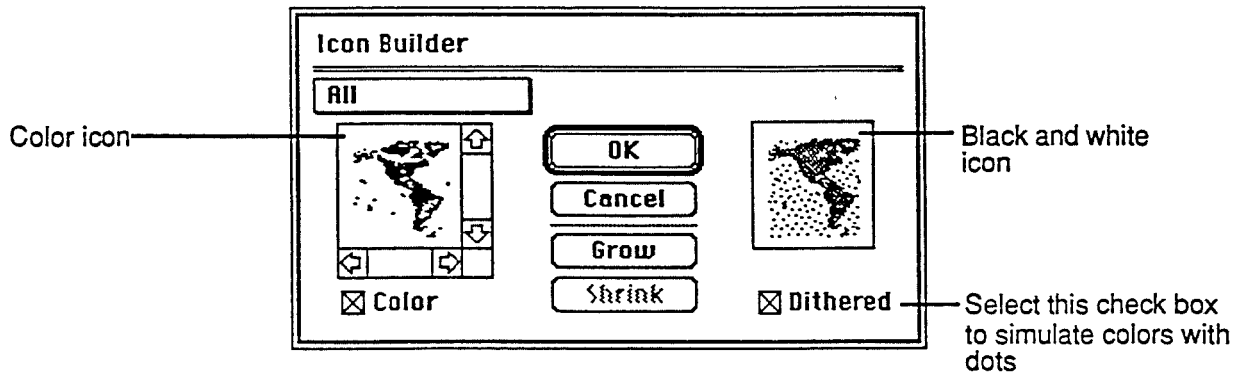 Icon Builder
All
Color icon
OK
Black and white
icon
Cancel
Grow
Shrink
Color
Dithered
Select this check box
to simulate colors with
dots